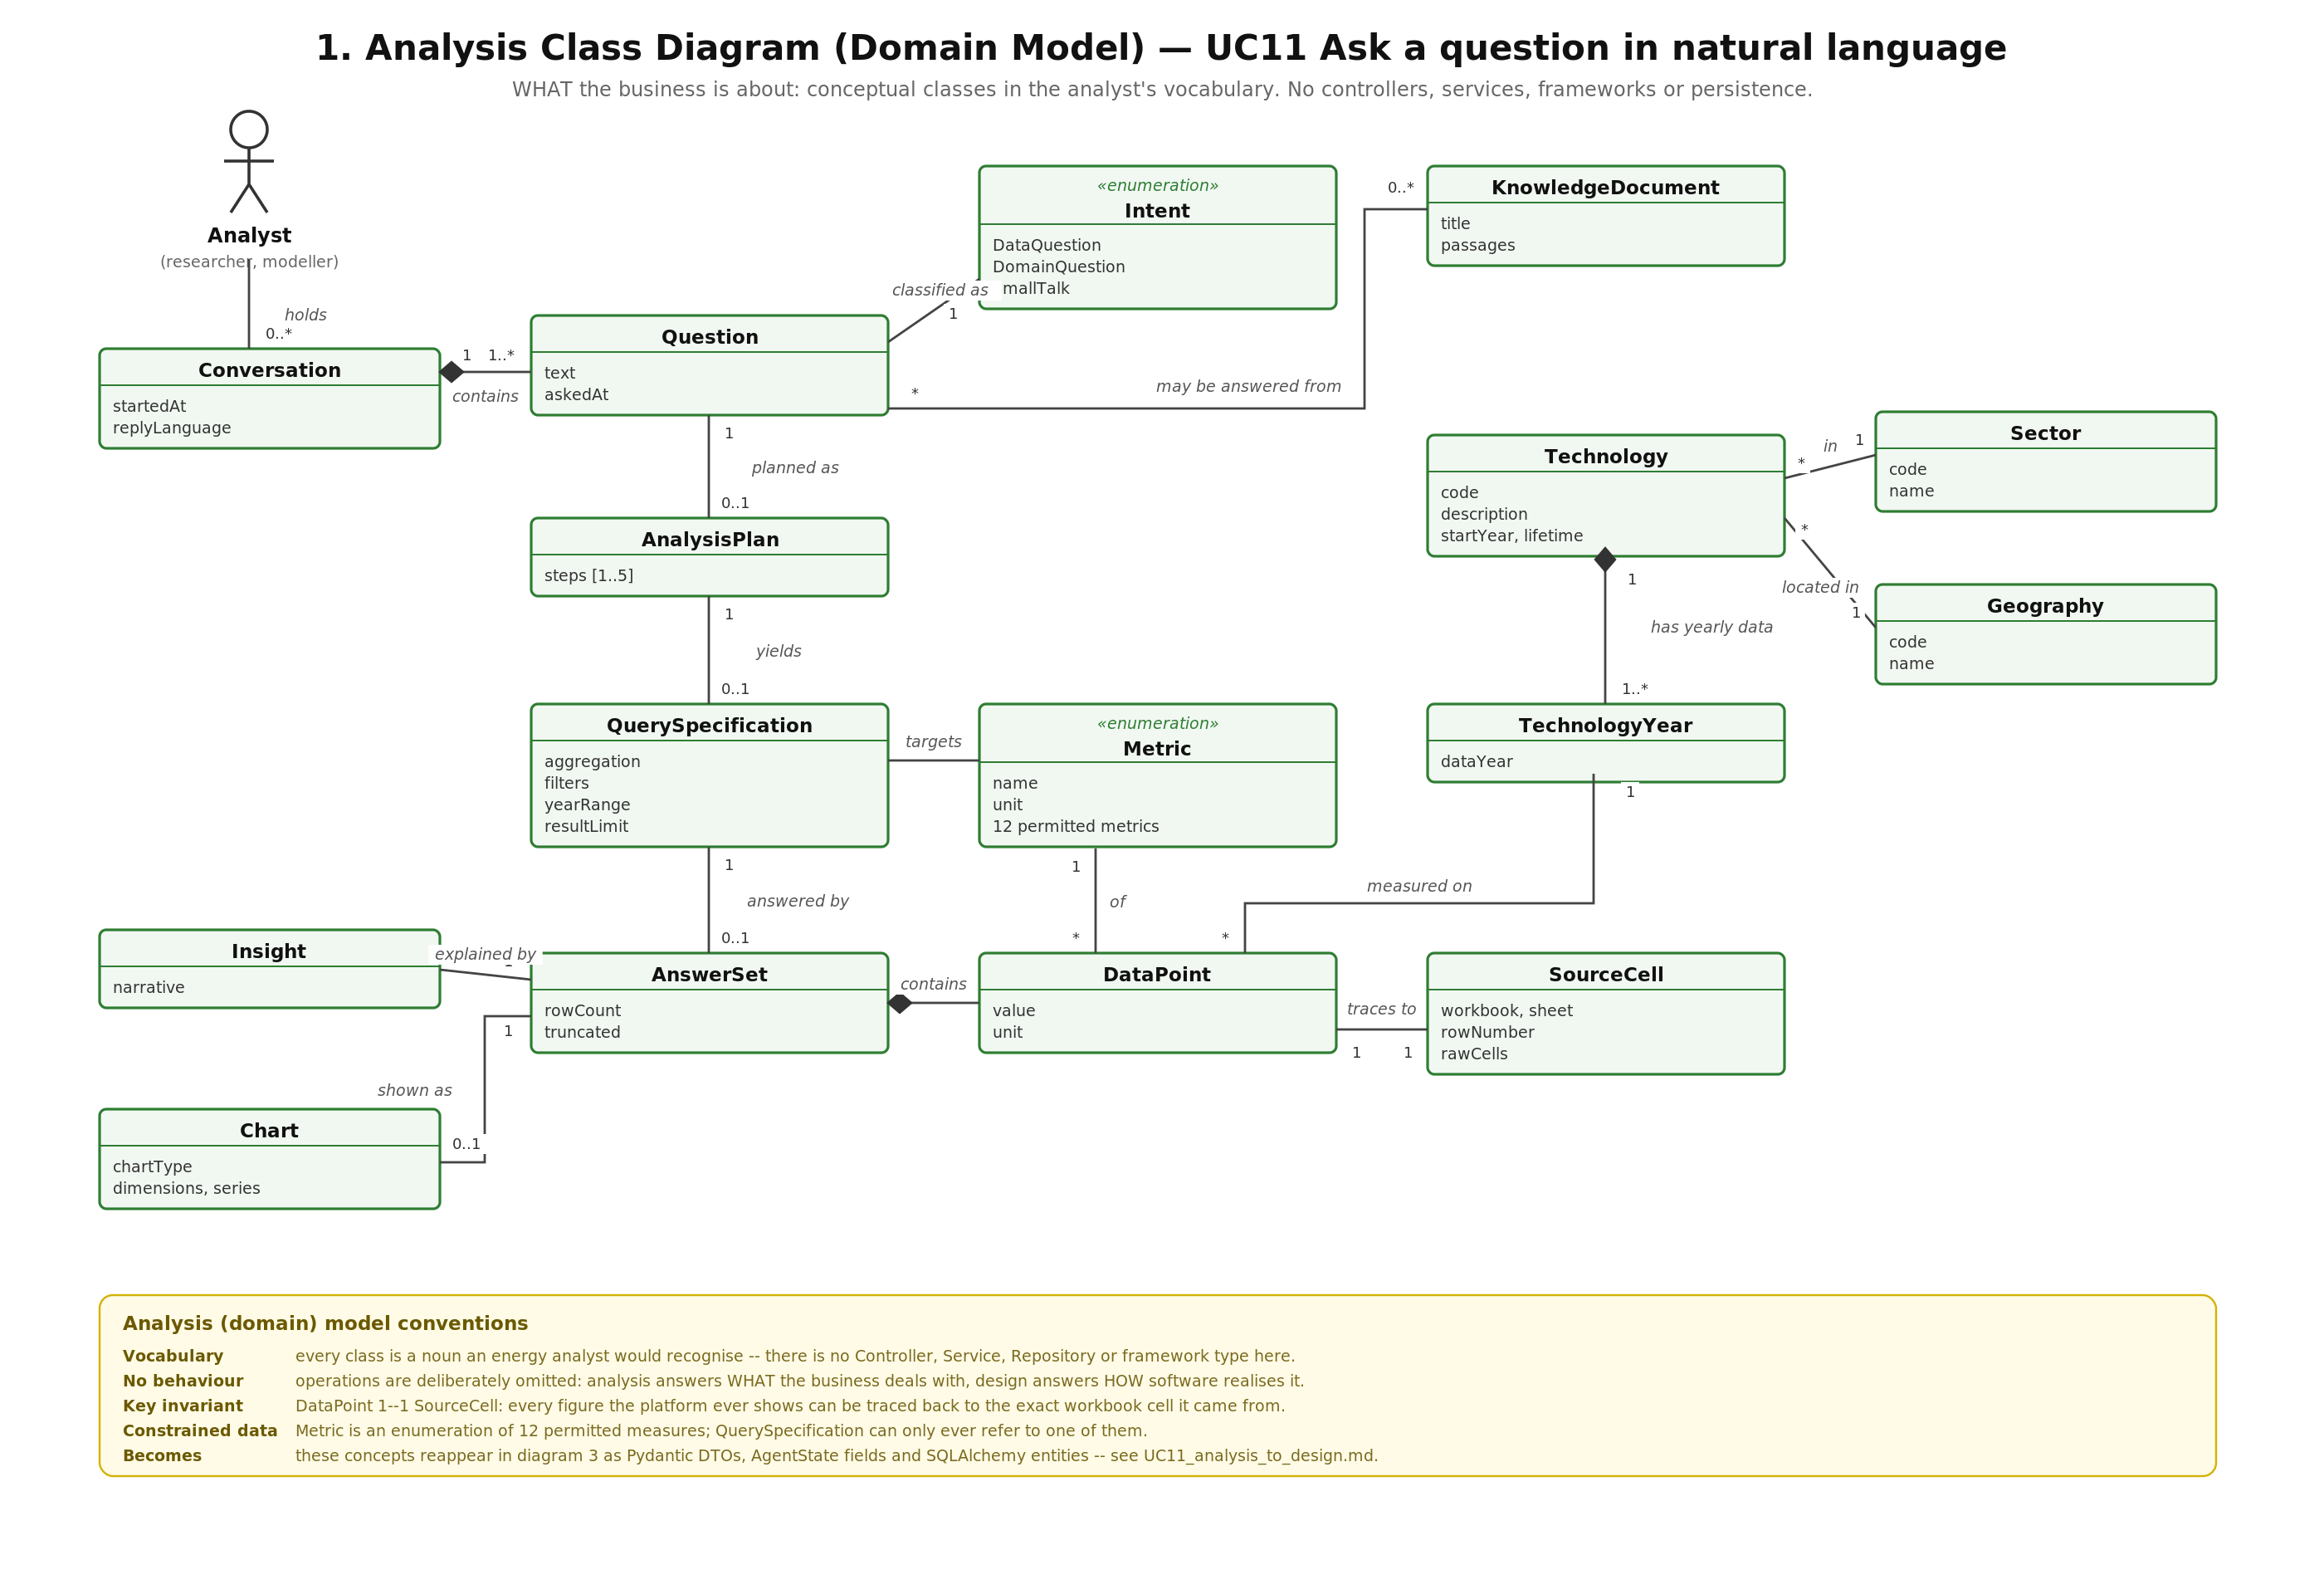 1. Analysis Class Diagram (Domain Model) — UC11 Ask a question in natural language
WHAT the business is about: conceptual classes in the analyst's vocabulary. No controllers, services, frameworks or persistence.
Analyst
(researcher, modeller)
holds
0..*
Conversation
startedAt
replyLanguage
1
1..*
contains
Question
text
askedAt
classified as
1
«enumeration»
Intent
DataQuestion
DomainQuestion
mallTalk
0..*
KnowledgeDocument
title
passages
*
may be answered from
1
planned as
0..1
AnalysisPlan
steps [1..5]
1
yields
0..1
Technology
code
description
startYear, lifetime
*
in
1
Sector
code
name
*
located in
1
Geography
code
name
1
has yearly data
1..*
QuerySpecification
aggregation
filters
yearRange
resultLimit
targets
«enumeration»
Metric
name
unit
12 permitted metrics
TechnologyYear
dataYear
1
1
answered by
0..1
1
of
*
measured on
*
Insight
narrative
explained by
AnswerSet
rowCount
truncated
contains
DataPoint
value
unit
traces to
1
1
SourceCell
workbook, sheet
rowNumber
rawCells
1
shown as
0..1
Chart
chartType
dimensions, series
Analysis (domain) model conventions
Vocabulary every class is a noun an energy analyst would recognise -- there is no Controller, Service, Repository or framework type here.
No behaviour operations are deliberately omitted: analysis answers WHAT the business deals with, design answers HOW software realises it.
Key invariant DataPoint 1--1 SourceCell: every figure the platform ever shows can be traced back to the exact workbook cell it came from.
Constrained data Metric is an enumeration of 12 permitted measures; QuerySpecification can only ever refer to one of them.
Becomes these concepts reappear in diagram 3 as Pydantic DTOs, AgentState fields and SQLAlchemy entities -- see UC11_analysis_to_design.md.